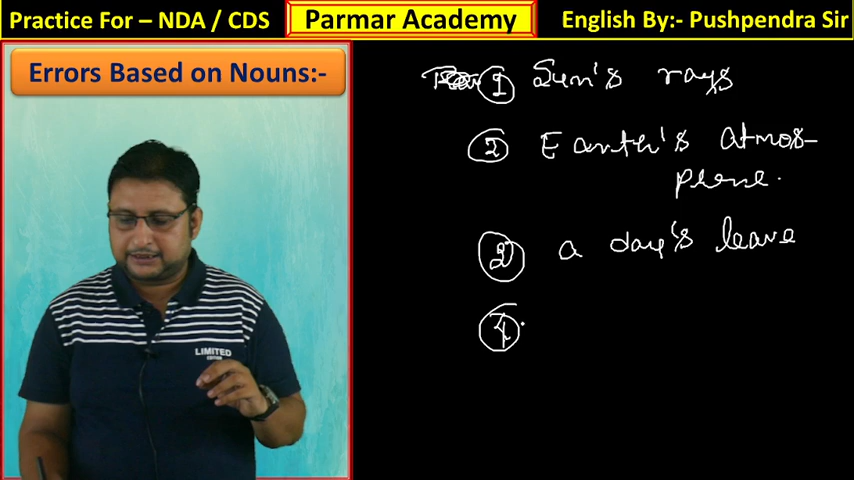 Practice For – NDA / CDS
Parmar Academy
English By:- Pushpendra Sir
Errors Based on Nouns:-
1 Sun's rays
2 Earth's atmos-
phere.
3 a day's leave
4
LIMITED
EDITION